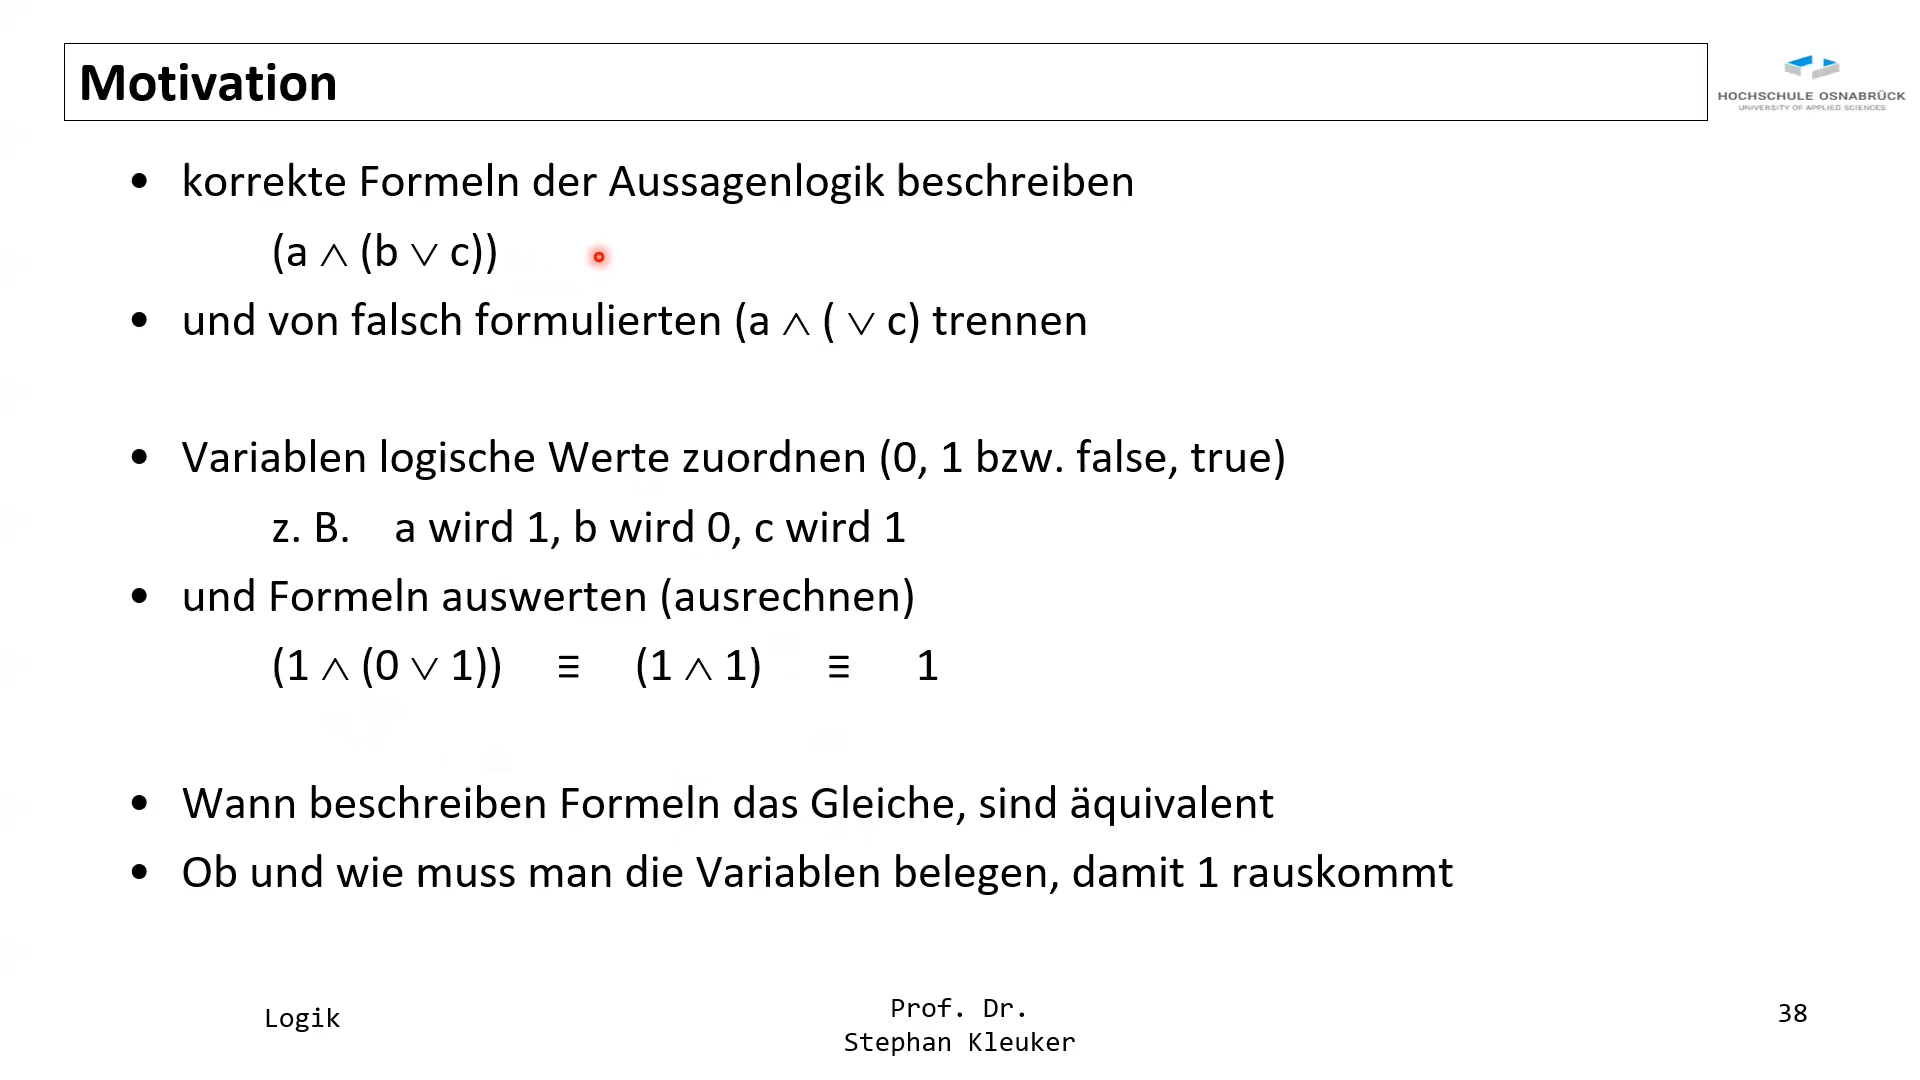 Motivation
HOCHSCHULE OSNABRÜCK
UNIVERSITY OF APPLIED SCIENCES
• korrekte Formeln der Aussagenlogik beschreiben
(a ∧ (b ∨ c))
• und von falsch formulierten (a ∧ ( ∨ c) trennen
• Variablen logische Werte zuordnen (0, 1 bzw. false, true)
z. B. a wird 1, b wird 0, c wird 1
• und Formeln auswerten (ausrechnen)
(1 ∧ (0 ∨ 1)) ≡ (1 ∧ 1) ≡ 1
• Wann beschreiben Formeln das Gleiche, sind äquivalent
• Ob und wie muss man die Variablen belegen, damit 1 rauskommt
Logik
Prof. Dr.
Stephan Kleuker
38